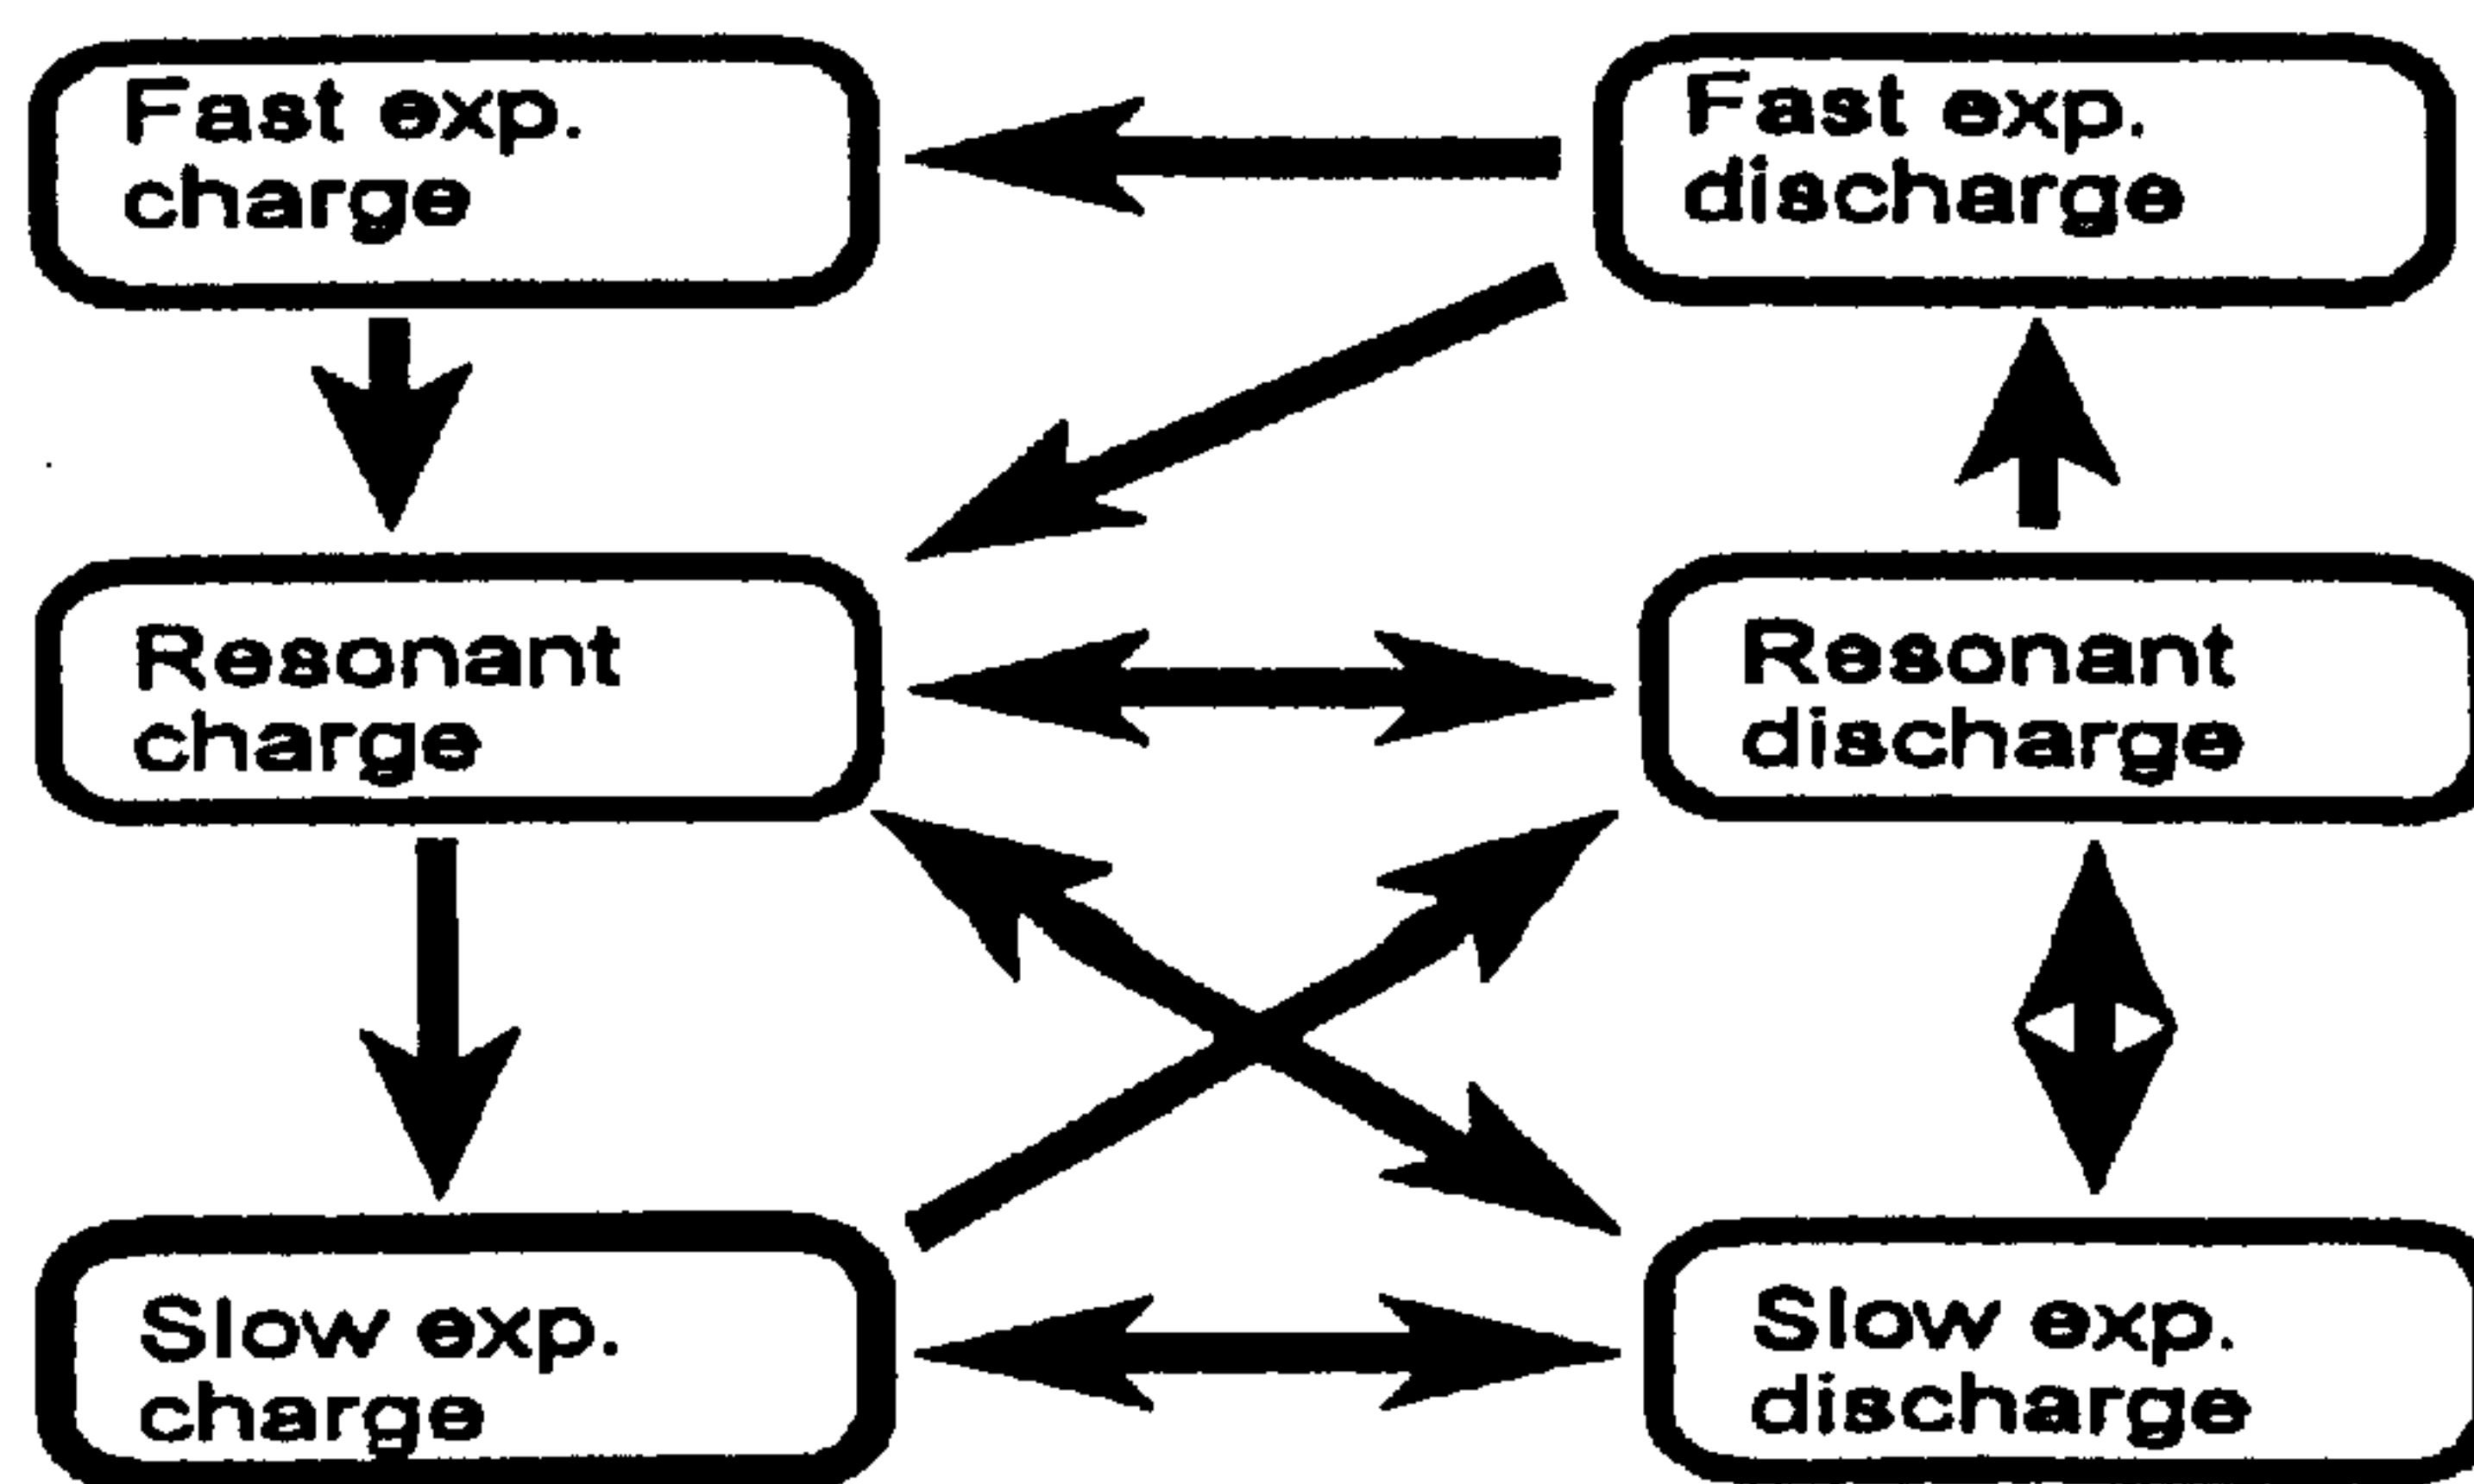 Fast exp.
charge
Fast exp.
discharge
Resonant
charge
Resonant
discharge
Slow exp.
charge
Slow exp.
discharge